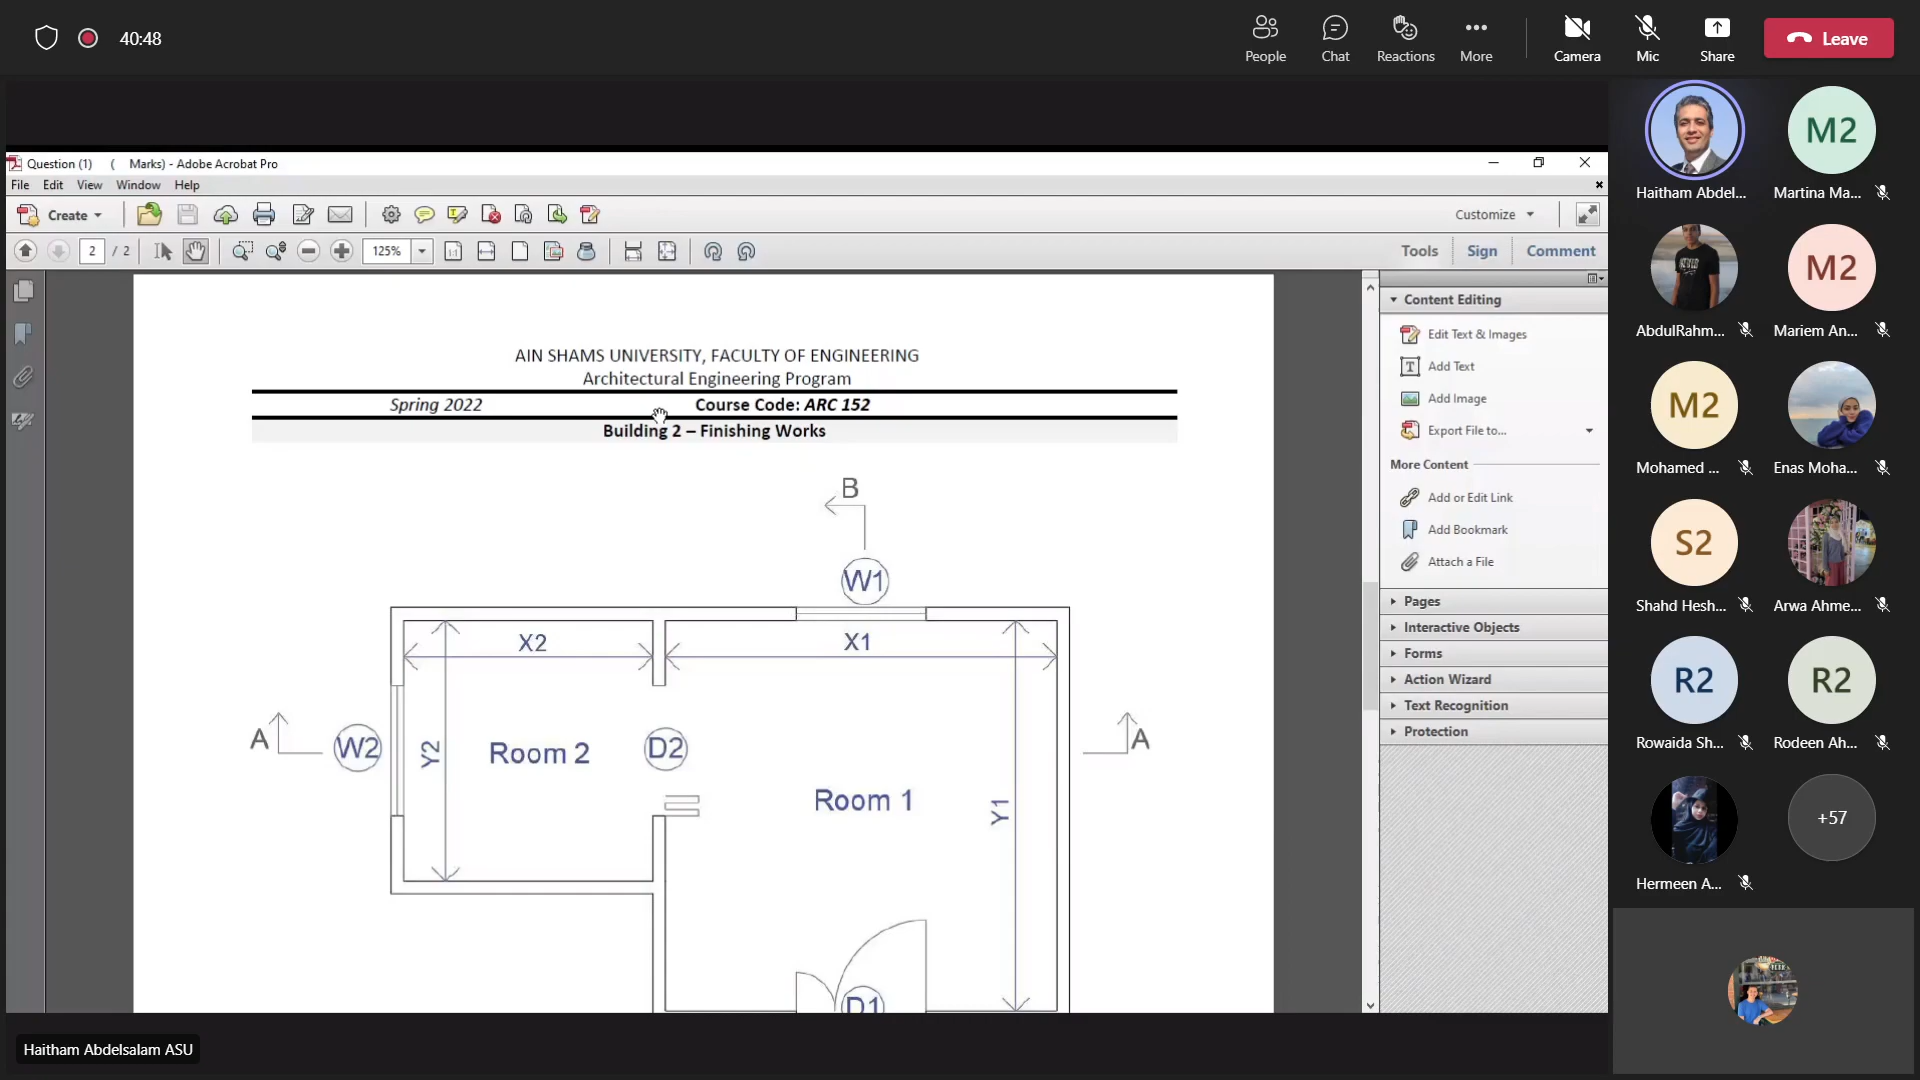 40:48
People
Chat
Reactions
More
Camera
Mic
Share
Leave
Question (1) ( Marks) - Adobe Acrobat Pro
File Edit View Window Help
Create
Customize
2 / 2
125%
Tools
Sign
Comment
AIN SHAMS UNIVERSITY, FACULTY OF ENGINEERING
Architectural Engineering Program
Spring 2022 Course Code: ARC 152
Building 2 – Finishing Works
B
W1
X2
X1
A
W2
Y2
Room 2
D2
A
Room 1
Y1
D1
Content Editing
Edit Text & Images
Add Text
Add Image
Export File to...
More Content
Add or Edit Link
Add Bookmark
Attach a File
Pages
Interactive Objects
Forms
Action Wizard
Text Recognition
Protection
M2
Haitham Abdel...
Martina Ma...
M2
AbdulRahm...
Mariem An...
M2
Mohamed ...
Enas Moha...
S2
Shahd Hesh...
Arwa Ahme...
R2
R2
Rowaida Sh...
Rodeen Ah...
+57
Hermeen A...
Haitham Abdelsalam ASU